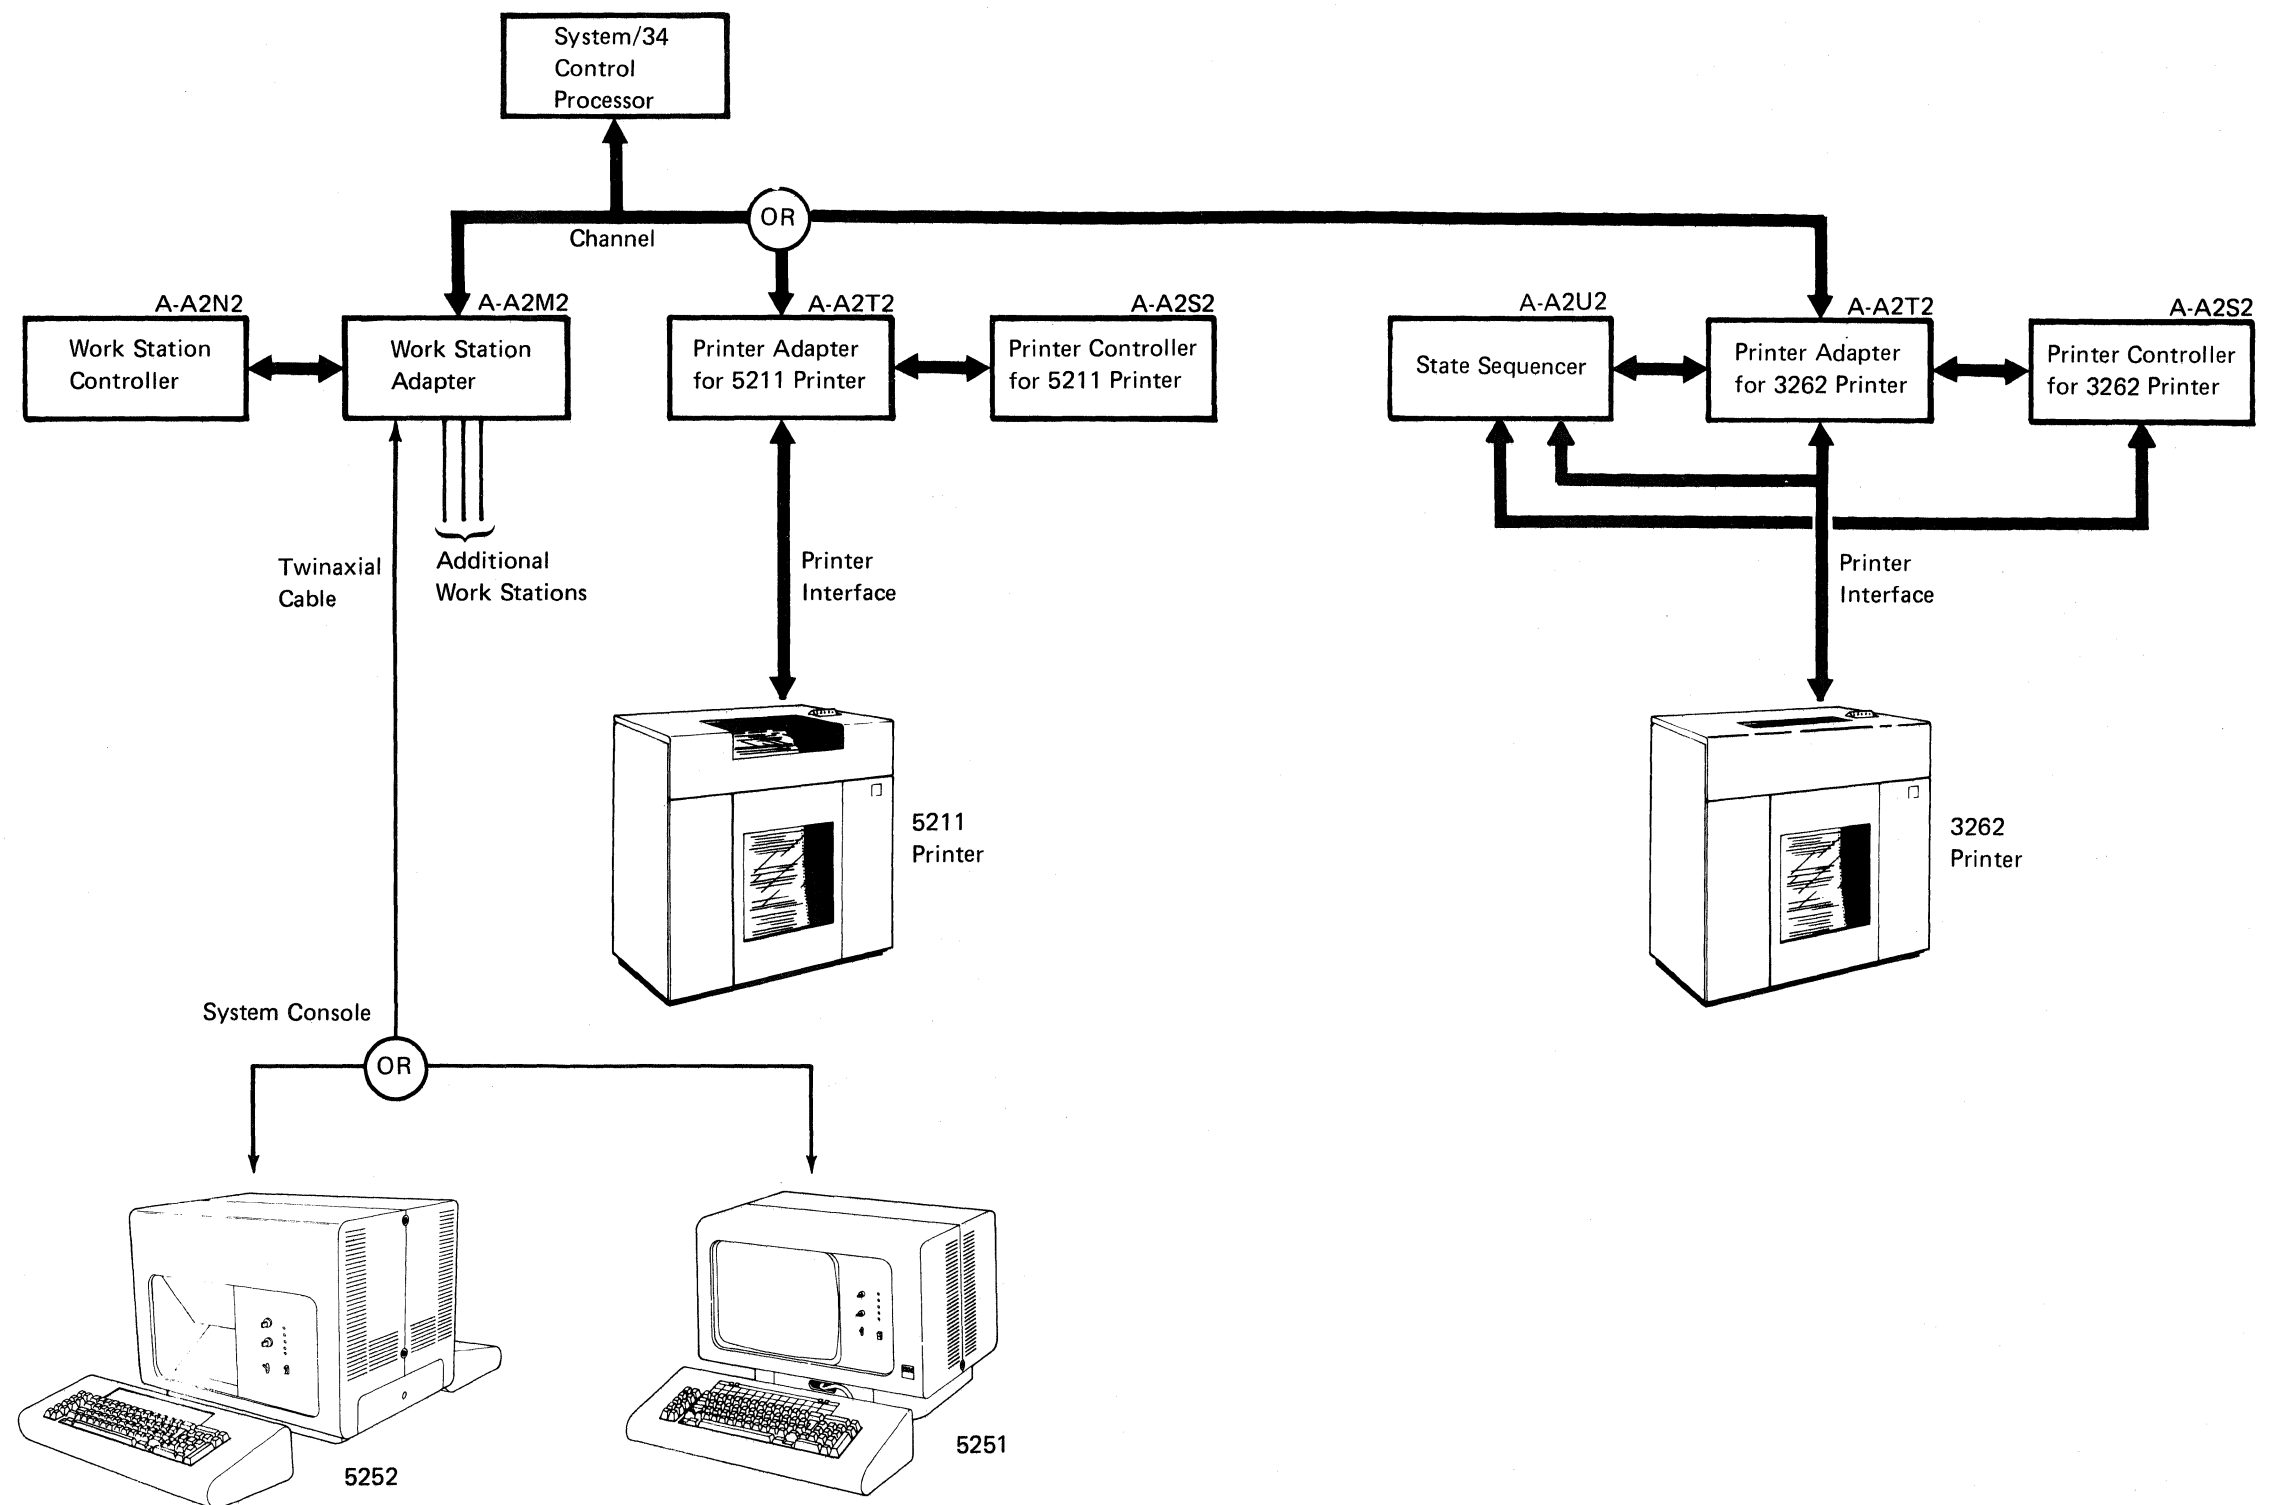 System/34
Control
Processor
OR
Channel
A-A2N2
Work Station
Controller
A-A2M2
Work Station
Adapter
A-A2T2
Printer Adapter
for 5211 Printer
A-A2S2
Printer Controller
for 5211 Printer
A-A2U2
State Sequencer
A-A2T2
Printer Adapter
for 3262 Printer
A-A2S2
Printer Controller
for 3262 Printer
Twinaxial
Cable
Additional
Work Stations
Printer
Interface
Printer
Interface
5211
Printer
3262
Printer
System Console
OR
5252
5251